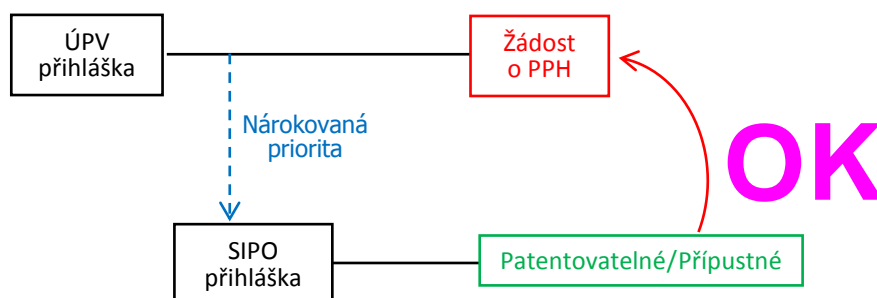 ÚPV
přihláška
Žádost
o PPH
Nárokovaná
priorita
OK
SIPO
přihláška
Patentovatelné/Přípustné